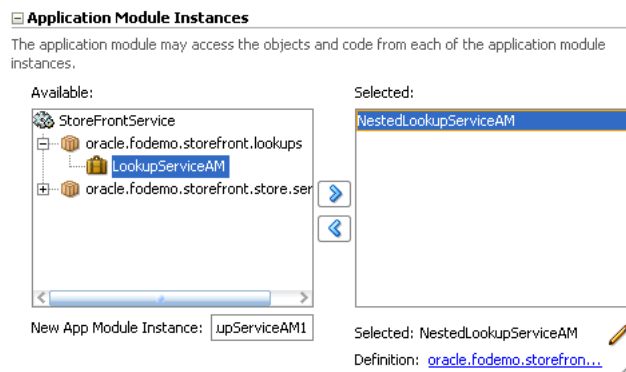 Application Module Instances
The application module may access the objects and code from each of the application module
instances.
Available:
Selected:
StoreFrontService
oracle.fodemo.storefront.lookups
LookupServiceAM
oracle.fodemo.storefront.store.ser
NestedLookupServiceAM
New App Module Instance: upServiceAM1
Selected: NestedLookupServiceAM
Definition: oracle.fodemo.storefron...